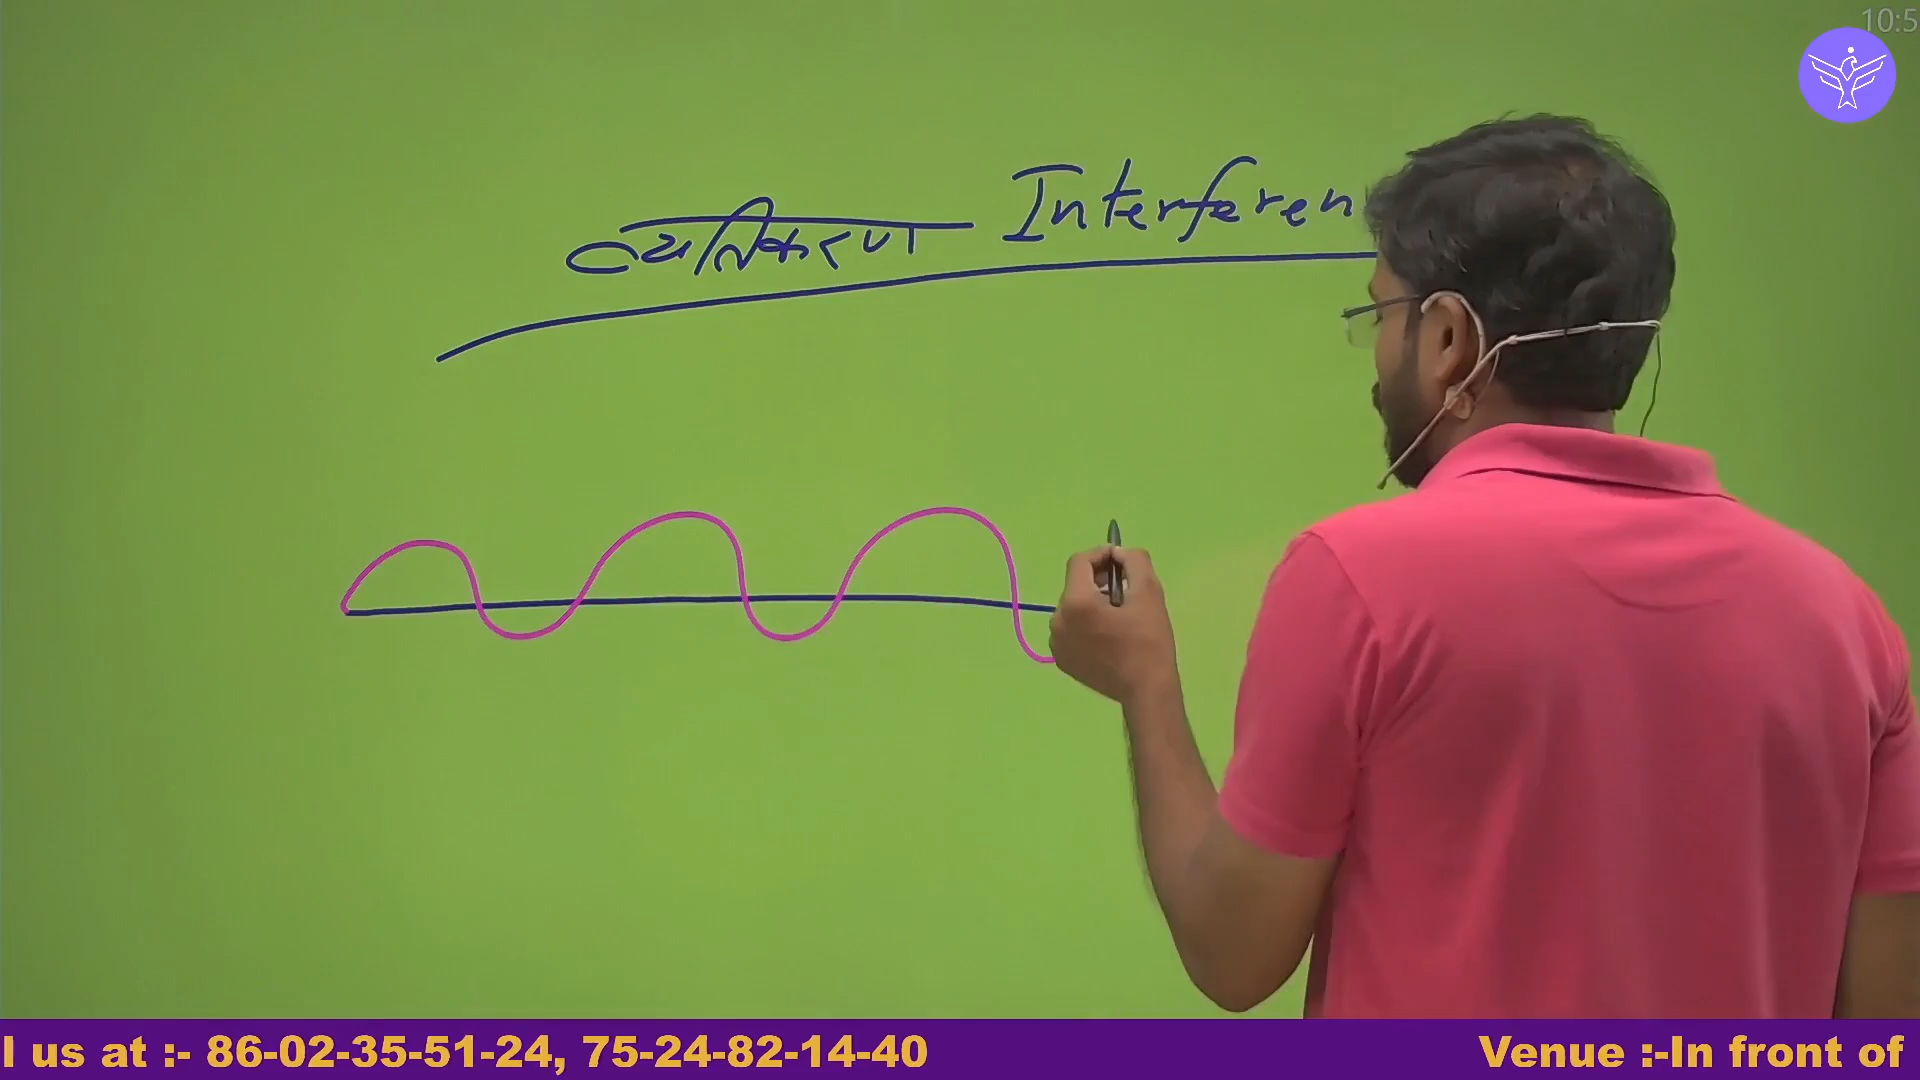 10:5
व्यतिकरण Interferen
l us at :- 86-02-35-51-24, 75-24-82-14-40
Venue :-In front of